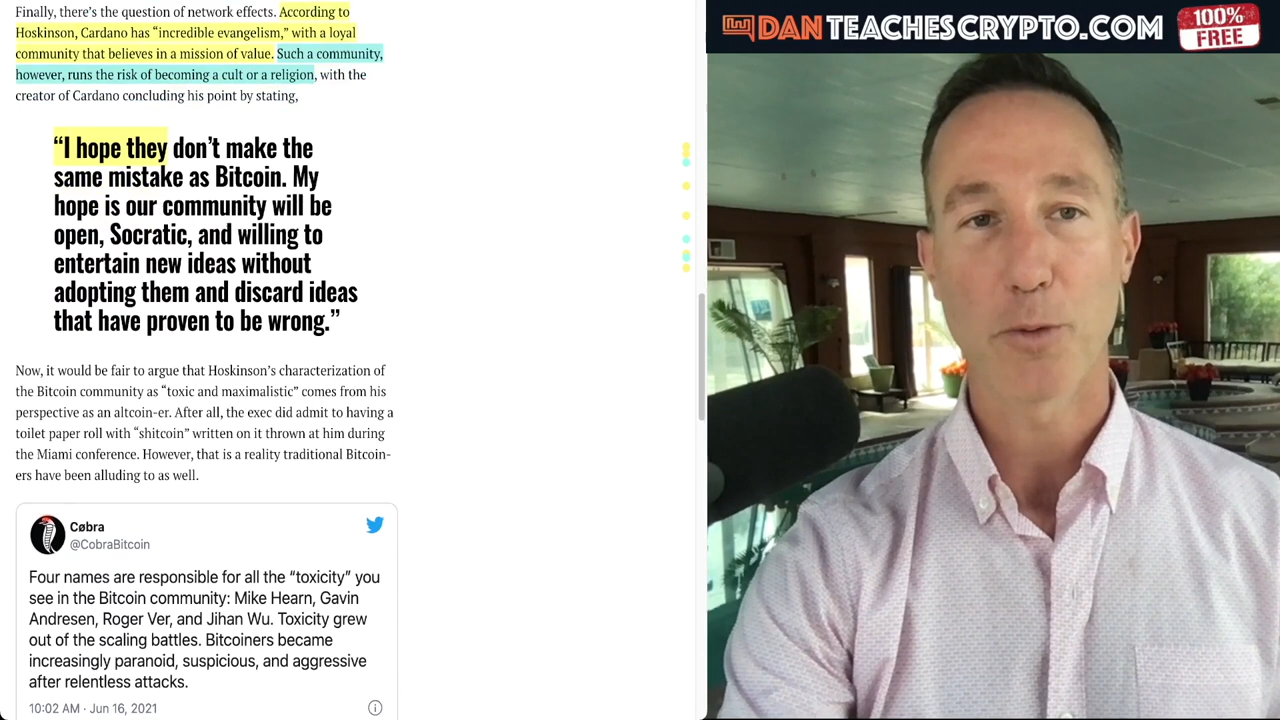 Finally, there's the question of network effects. According to
Hoskinson, Cardano has “incredible evangelism,” with a loyal
community that believes in a mission of value. Such a community,
however, runs the risk of becoming a cult or a religion, with the
creator of Cardano concluding his point by stating,
“I hope they don’t make the
same mistake as Bitcoin. My
hope is our community will be
open, Socratic, and willing to
entertain new ideas without
adopting them and discard ideas
that have proven to be wrong.”
Now, it would be fair to argue that Hoskinson’s characterization of
the Bitcoin community as “toxic and maximalistic” comes from his
perspective as an altcoin-er. After all, the exec did admit to having a
toilet paper roll with “shitcoin” written on it thrown at him during
the Miami conference. However, that is a reality traditional Bitcoin-
ers have been alluding to as well.
Cøbra
@CobraBitcoin
Four names are responsible for all the “toxicity” you
see in the Bitcoin community: Mike Hearn, Gavin
Andresen, Roger Ver, and Jihan Wu. Toxicity grew
out of the scaling battles. Bitcoiners became
increasingly paranoid, suspicious, and aggressive
after relentless attacks.
10:02 AM · Jun 16, 2021
DANTEACHESCRYPTO.COM
100%
FREE